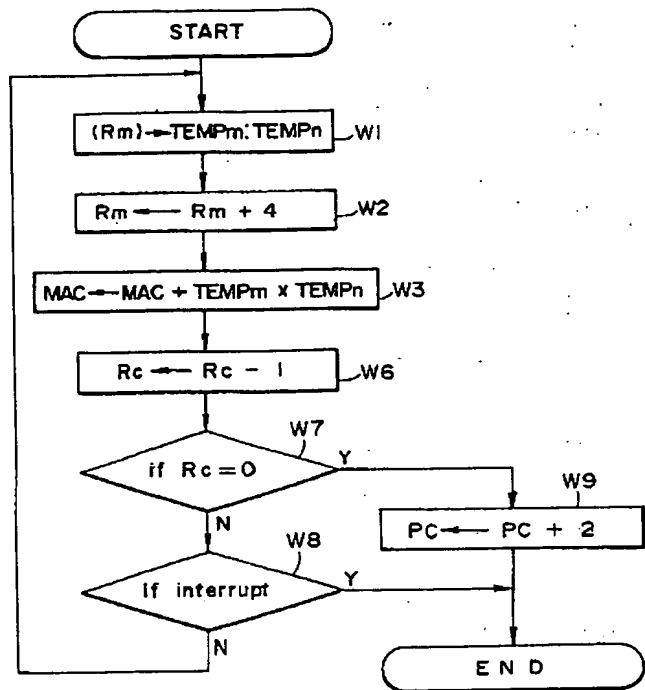 START
(Rm)→TEMPm:TEMPn
W1
Rm ← Rm + 4
W2
MAC←MAC + TEMPm x TEMPn
W3
Rc ← Rc - 1
W6
W7
if Rc=0
Y
N
W9
PC ← PC + 2
W8
If interrupt
Y
N
END